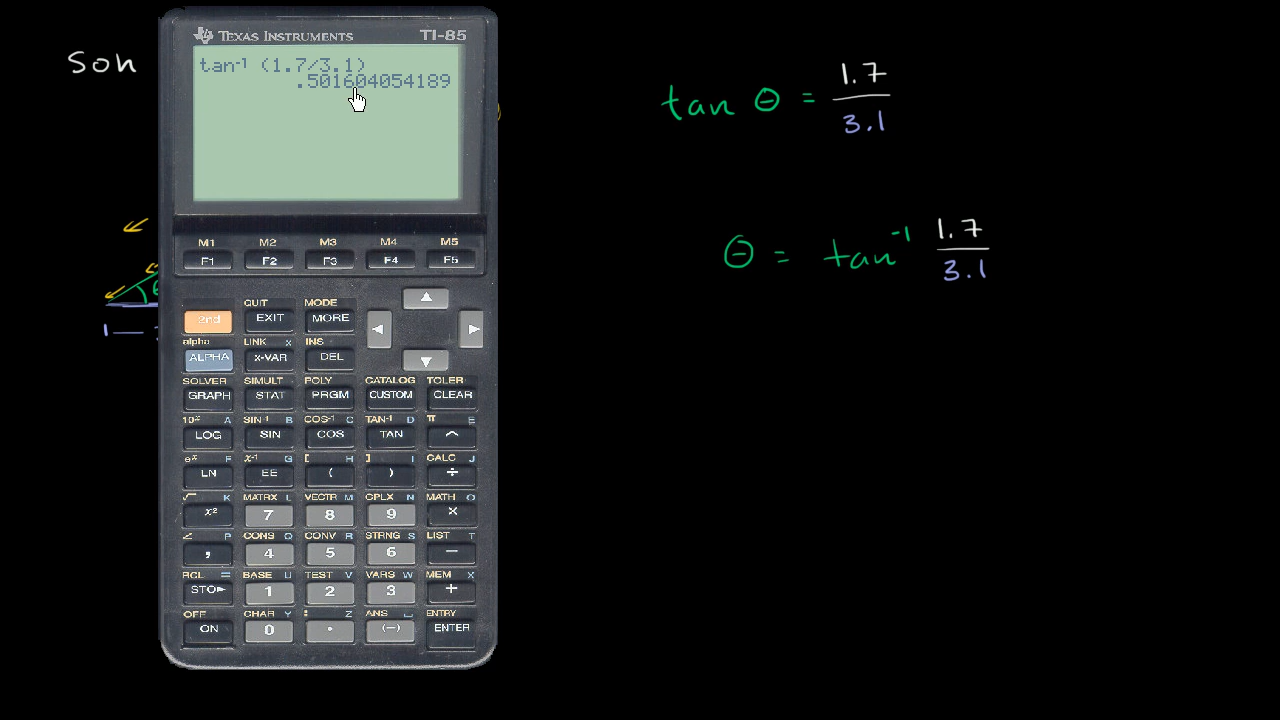 Soh
TEXAS INSTRUMENTS TI-85
tan⁻¹ (1.7/3.1)
.501604054189
tan θ = 1.7/3.1
θ = tan⁻¹ 1.7/3.1
M1 M2 M3 M4 M5
F1 F2 F3 F4 F5
QUIT MODE
2nd EXIT MORE
alpha LINK x INS
ALPHA x-VAR DEL
SOLVER SIMULT POLY CATALOG TOLER
GRAPH STAT PRGM CUSTOM CLEAR
10ˣ A SIN⁻¹ B COS⁻¹ C TAN⁻¹ D π E
LOG SIN COS TAN ^
eˣ F x⁻¹ G [ H ] I CALC J
LN EE ( ) ÷
√ K MATRX L VECTR M CPLX N MATH O
x² 7 8 9 ×
∠ P CONS Q CONV R STRNG S LIST T
, 4 5 6 −
RCL = BASE U TEST V VARS W MEM X
STO► 1 2 3 +
OFF CHAR Y : Z ANS ␣ ENTRY
ON 0 . (−) ENTER